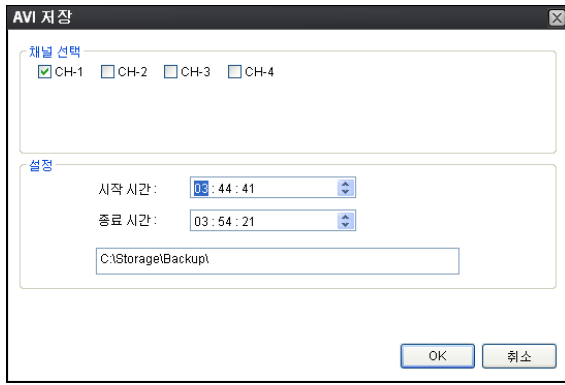 AVI 저장
채널 선택
CH-1 CH-2 CH-3 CH-4
설정
시작 시간 : 03 : 44 : 41
종료 시간 : 03 : 54 : 21
C:\Storage\Backup\
OK 취소